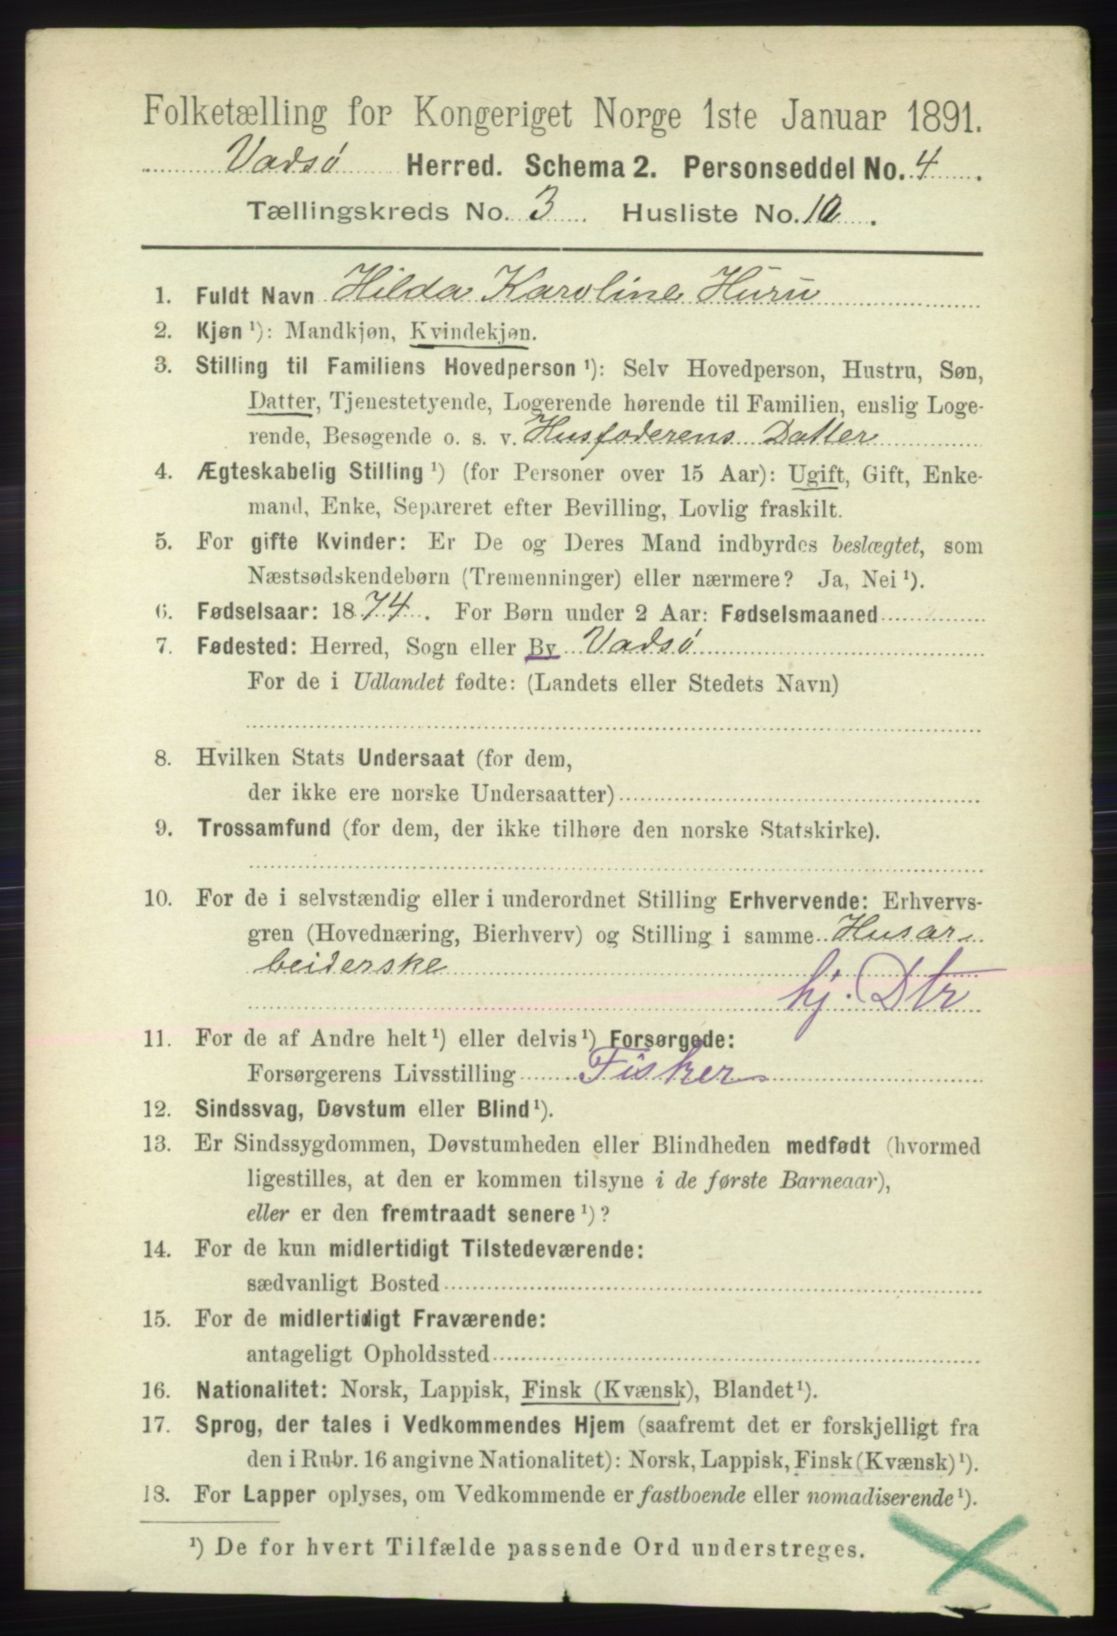 Folketælling for Kongeriget Norge 1ste Januar 1891.
Vadsø Herred. Schema 2. Personseddel No. 4.
Tællingskreds No. 3. Husliste No. 10.
1. Fuldt Navn Hilda Karoline Huru
2. Kjøn ¹): Mandkjøn, Kvindekjøn.
3. Stilling til Familiens Hovedperson ¹): Selv Hovedperson, Hustru, Søn,
Datter, Tjenestetyende, Logerende hørende til Familien, enslig Loge-
rende, Besøgende o. s. v. Husfaderens Datter
4. Ægteskabelig Stilling ¹) (for Personer over 15 Aar): Ugift, Gift, Enke-
mand, Enke, Separeret efter Bevilling, Lovlig fraskilt.
5. For gifte Kvinder: Er De og Deres Mand indbyrdes beslægtet, som
Næstsødskendebørn (Tremenninger) eller nærmere? Ja, Nei ¹).
6. Fødselsaar: 1874. For Børn under 2 Aar: Fødselsmaaned
7. Fødested: Herred, Sogn eller By Vadsø
For de i Udlandet fødte: (Landets eller Stedets Navn)
8. Hvilken Stats Undersaat (for dem,
der ikke ere norske Undersaatter)
9. Trossamfund (for dem, der ikke tilhøre den norske Statskirke).
10. For de i selvstændig eller i underordnet Stilling Erhvervende: Erhvervs-
gren (Hovednæring, Bierhverv) og Stilling i samme Husar-
beiderske
hj. Dtr
11. For de af Andre helt ¹) eller delvis ¹) Forsørgede:
Forsørgerens Livsstilling Fisker
12. Sindssvag, Døvstum eller Blind ¹).
13. Er Sindssygdommen, Døvstumheden eller Blindheden medfødt (hvormed
ligestilles, at den er kommen tilsyne i de første Barneaar),
eller er den fremtraadt senere ¹)?
14. For de kun midlertidigt Tilstedeværende:
sædvanligt Bosted
15. For de midlertidigt Fraværende:
antageligt Opholdssted
16. Nationalitet: Norsk, Lappisk, Finsk (Kvænsk), Blandet ¹).
17. Sprog, der tales i Vedkommendes Hjem (saafremt det er forskjelligt fra
den i Rubr. 16 angivne Nationalitet): Norsk, Lappisk, Finsk (Kvænsk) ¹).
18. For Lapper oplyses, om Vedkommende er fastboende eller nomadiserende ¹).
¹) De for hvert Tilfælde passende Ord understreges.